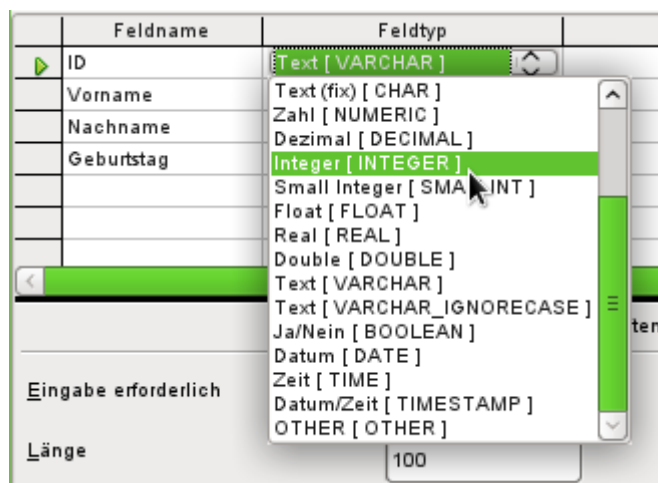 Feldname Feldtyp
ID Text [ VARCHAR ]
Text (fix) [ CHAR ]
Vorname
Zahl [ NUMERIC ]
Nachname
Dezimal [ DECIMAL ]
Geburtstag
Integer [ INTEGER ]
Small Integer [ SMALLINT ]
Float [ FLOAT ]
Real [ REAL ]
Double [ DOUBLE ]
Text [ VARCHAR ]
Text [ VARCHAR_IGNORECASE ]
Ja/Nein [ BOOLEAN ]
Datum [ DATE ]
Zeit [ TIME ]
Datum/Zeit [ TIMESTAMP ]
OTHER [ OTHER ]
ten
Eingabe erforderlich
Länge
100